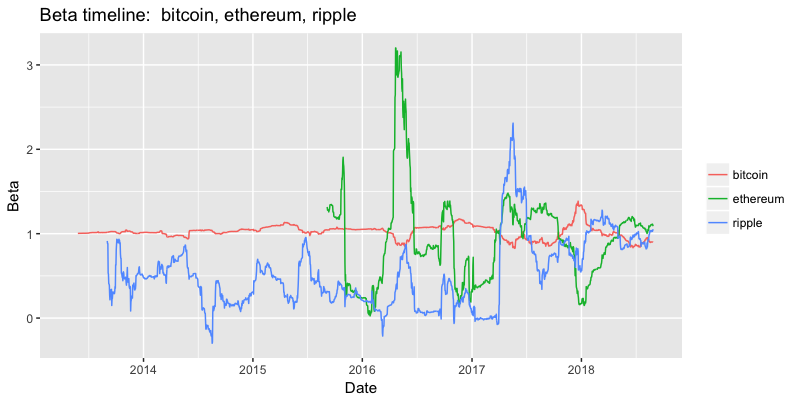 Beta timeline:  bitcoin, ethereum, ripple
Beta
3
2
1
0
2014 2015 2016 2017 2018
Date
bitcoin
ethereum
ripple